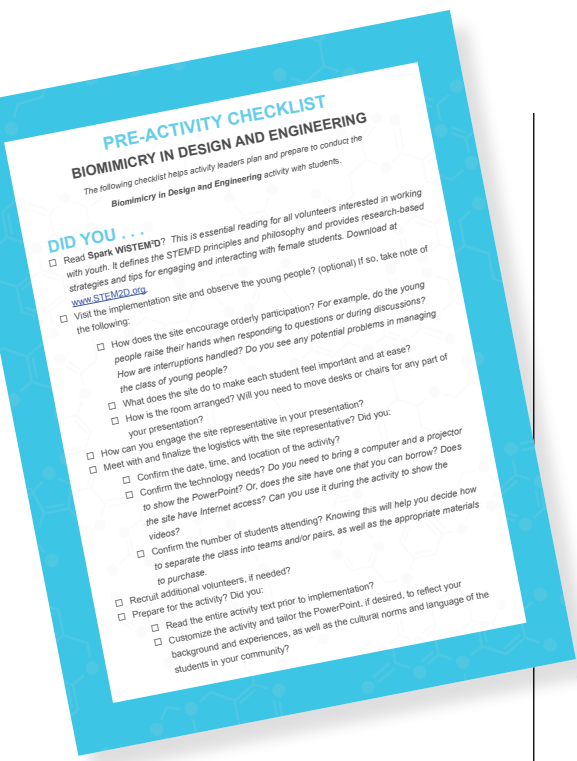 PRE-ACTIVITY CHECKLIST
BIOMIMICRY IN DESIGN AND ENGINEERING
The following checklist helps activity leaders plan and prepare to conduct the
Biomimicry in Design and Engineering activity with students.
DID YOU . . .
☐ Read Spark WiSTEM²D? This is essential reading for all volunteers interested in working
with youth. It defines the STEM²D principles and philosophy and provides research-based
strategies and tips for engaging and interacting with female students. Download at
www.STEM2D.org.
☐ Visit the implementation site and observe the young people? (optional) If so, take note of
the following:
☐ How does the site encourage orderly participation? For example, do the young
people raise their hands when responding to questions or during discussions?
How are interruptions handled? Do you see any potential problems in managing
the class of young people?
☐ What does the site do to make each student feel important and at ease?
☐ How is the room arranged? Will you need to move desks or chairs for any part of
your presentation?
☐ How can you engage the site representative in your presentation?
☐ Meet with and finalize the logistics with the site representative? Did you:
☐ Confirm the date, time, and location of the activity?
☐ Confirm the technology needs? Do you need to bring a computer and a projector
to show the PowerPoint? Or, does the site have one that you can borrow? Does
the site have Internet access? Can you use it during the activity to show the
videos?
☐ Confirm the number of students attending? Knowing this will help you decide how
to separate the class into teams and/or pairs, as well as the appropriate materials
to purchase.
☐ Recruit additional volunteers, if needed?
☐ Prepare for the activity? Did you:
☐ Read the entire activity text prior to implementation?
☐ Customize the activity and tailor the PowerPoint, if desired, to reflect your
background and experiences, as well as the cultural norms and language of the
students in your community?